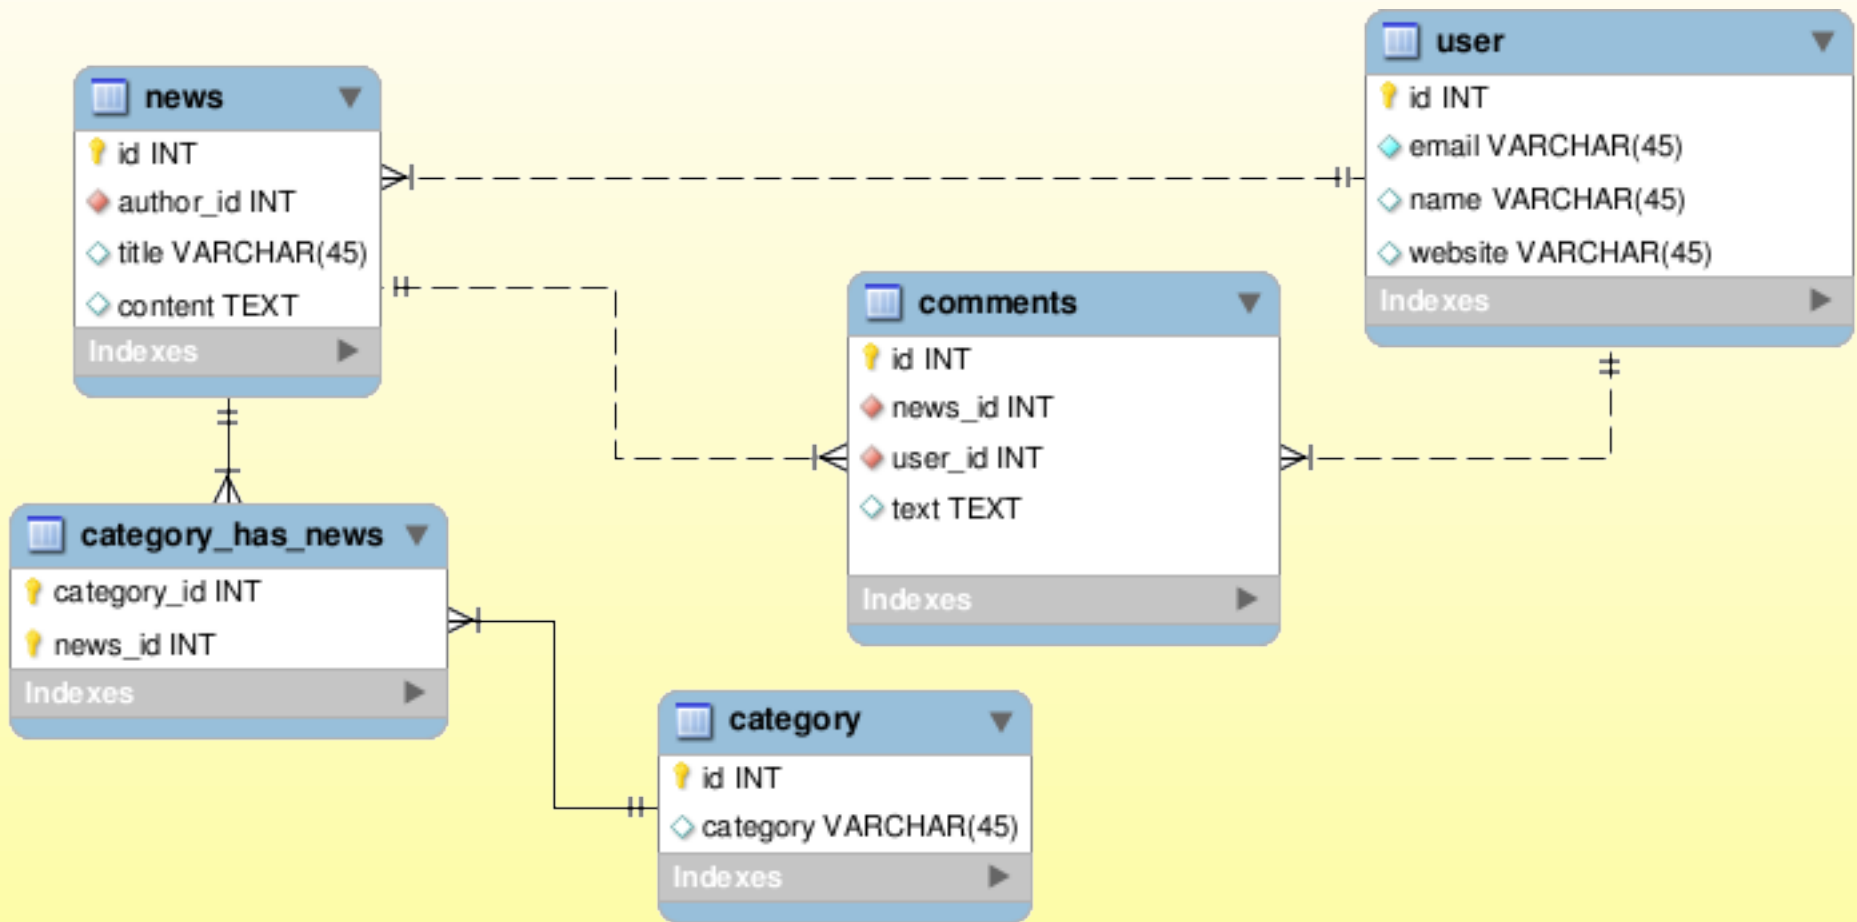 news
id INT
author_id INT
title VARCHAR(45)
content TEXT
Indexes
user
id INT
email VARCHAR(45)
name VARCHAR(45)
website VARCHAR(45)
Indexes
comments
id INT
news_id INT
user_id INT
text TEXT
Indexes
category_has_news
category_id INT
news_id INT
Indexes
category
id INT
category VARCHAR(45)
Indexes